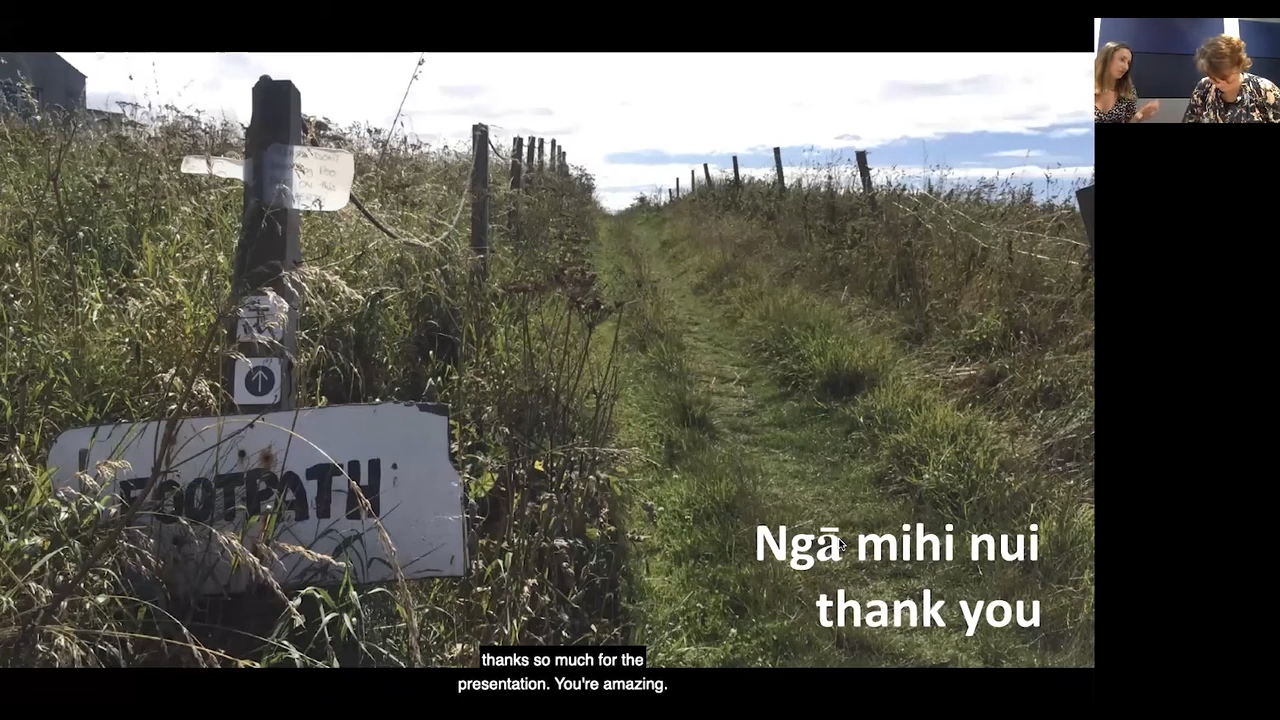 FOOTPATH
Ngā mihi nui
thank you
thanks so much for the
presentation. You're amazing.